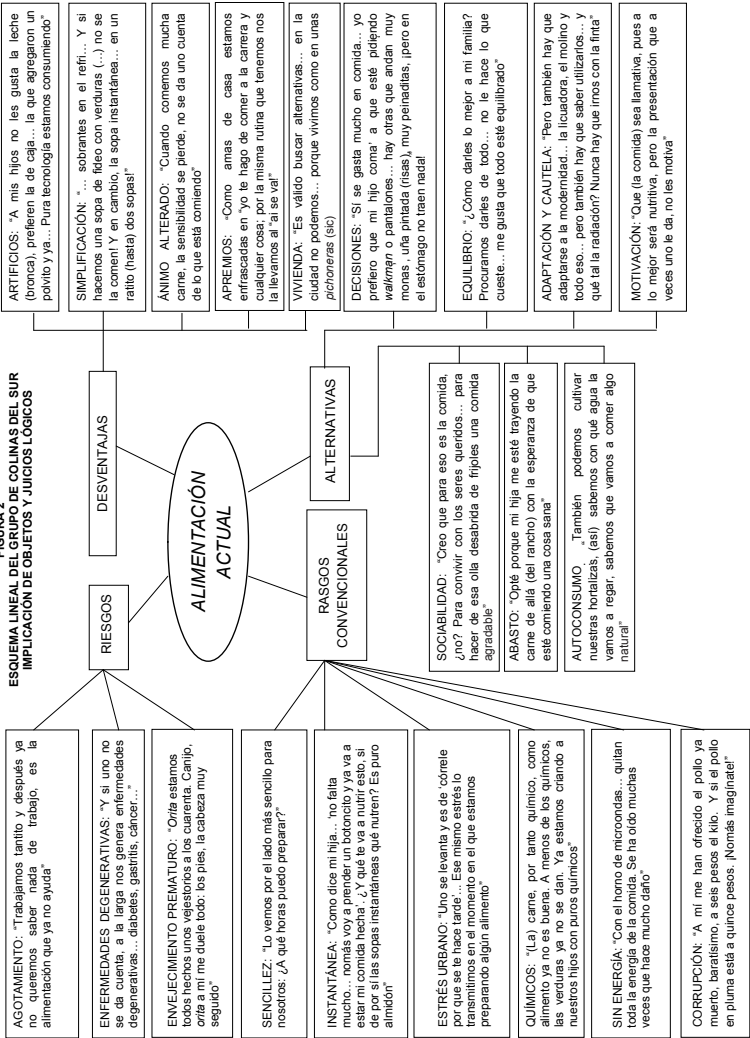 FIGURA 2
ESQUEMA LINEAL DEL GRUPO DE COLINAS DEL SUR
IMPLICACIÓN DE OBJETOS Y JUICIOS LÓGICOS
AGOTAMIENTO: “Trabajamos tantito y después ya
no queremos saber nada de trabajo, es la
alimentación que ya no ayuda”
ENFERMEDADES DEGENERATIVAS: “Y si uno no
se da cuenta, a la larga nos genera enfermedades
degenerativas… diabetes, gastritis, cáncer…”
ENVEJECIMIENTO PREMATURO: “Orita estamos
todos hechos unos vejestorios a los cuarenta. Canijo,
orita a mí me duele todo: los pies, la cabeza muy
seguido”
SENCILLEZ: “Lo vemos por el lado más sencillo para
nosotros: ¿A qué horas puedo preparar?”
INSTANTÁNEA: “Como dice mi hija… ‘no falta
mucho… nomás voy a prender un botoncito y ya va a
estar mi comida hecha’. ¿Y qué te va a nutrir esto, si
de por sí las sopas instantáneas qué nutren? Es puro
almidón”
ESTRÉS URBANO: “Uno se levanta y es de ‘córrele
por que se te hace tarde’… Ese mismo estrés lo
transmitimos en el momento en el que estamos
preparando algún alimento”
QUÍMICOS: “(La) carne, por tanto químico, como
alimento ya no es buena. A menos de los químicos,
las verduras ya no se dan. Ya estamos criando a
nuestros hijos con puros químicos”
SIN ENERGÍA: “Con el horno de microondas… quitan
toda la energía de la comida. Se ha oído muchas
veces que hace mucho daño”
CORRUPCIÓN: “A mí me han ofrecido el pollo ya
muerto, baratísimo, a seis pesos el kilo. Y si el pollo
en pluma está a quince pesos. ¡Nomás imagínate!”
RIESGOS
DESVENTAJAS
ALIMENTACIÓN
ACTUAL
RASGOS
CONVENCIONALES
ALTERNATIVAS
SOCIABILIDAD: “Creo que para eso es la comida,
¿no? Para convivir con los seres queridos… para
hacer de esa olla desabrida de frijoles una comida
agradable”
ABASTO: “Opté porque mi hija me esté trayendo la
carne de allá (del rancho) con la esperanza de que
esté comiendo una cosa sana”
AUTOCONSUMO “También podemos cultivar
nuestras hortalizas, (así) sabemos con qué agua la
vamos a regar, sabemos que vamos a comer algo
natural”
ARTIFICIOS: “A mis hijos no les gusta la leche
(bronca), prefieren la de caja… la que agregaron un
polvito y ya… Pura tecnología estamos consumiendo”
SIMPLIFICACIÓN: “… sobrantes en el refri… Y si
hacemos una sopa de fideo con verduras (…) no se
la comen! Y en cambio, la sopa instantánea… en un
ratito (hasta) dos sopas!”
ÁNIMO ALTERADO: “Cuando comemos mucha
carne, la sensibilidad se pierde, no se da uno cuenta
de lo que está comiendo”
APREMIOS: “Como amas de casa estamos
enfrascadas en “yo te hago de comer a la carrera y
cualquier cosa; por la misma rutina que tenemos nos
la llevamos al “ai se va!”
VIVIENDA: “Es válido buscar alternativas… en la
ciudad no podemos… porque vivimos como en unas
pichoneras (sic)
DECISIONES: “Sí se gasta mucho en comida… yo
prefiero que mi hijo coma’ a que esté pidiendo
walkman o pantalones… hay otras que andan muy
monas, uña pintada (risas), muy peinaditas, ¡pero en
el estómago no traen nada!
EQUILIBRIO: “¿Cómo darles lo mejor a mi familia?
Procuramos darles de todo… no le hace lo que
cueste… me gusta que todo esté equilibrado”
ADAPTACIÓN Y CAUTELA: “Pero también hay que
adaptarse a la modernidad… la licuadora, el molino y
todo eso… pero también hay que saber utilizarlos… y
qué tal la radiadón? Nunca hay que irnos con la finta”
MOTIVACIÓN: “Que (la comida) sea llamativa, pues a
lo mejor será nutritiva, pero la presentación que a
veces uno le da, no les motiva”